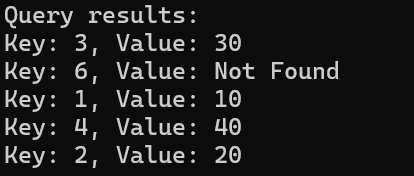 Query results:
Key: 3, Value: 30
Key: 6, Value: Not Found
Key: 1, Value: 10
Key: 4, Value: 40
Key: 2, Value: 20